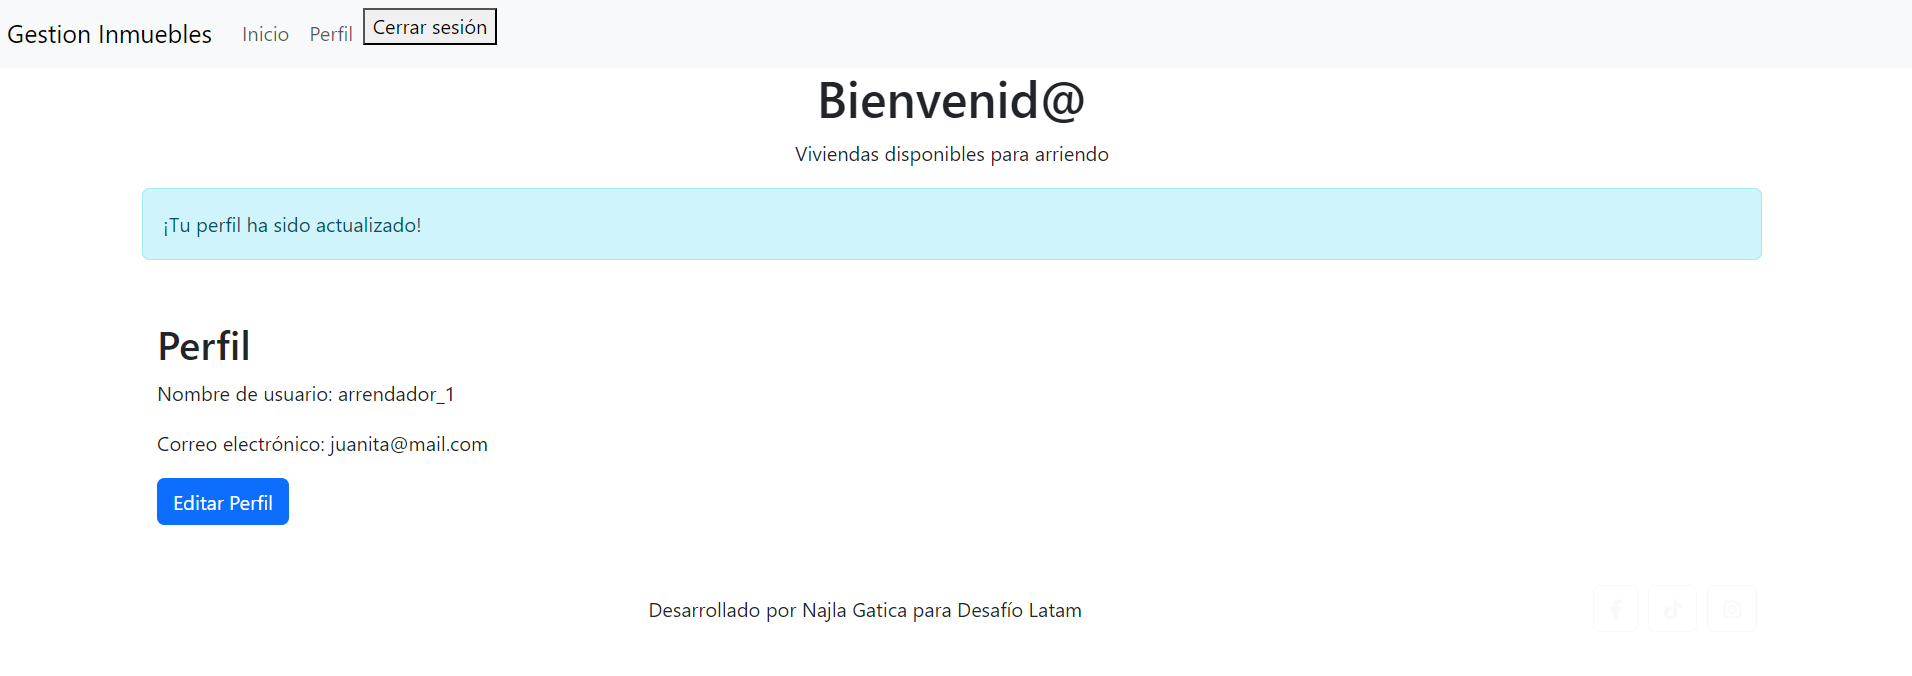 Gestion Inmuebles Inicio Perfil Cerrar sesión
Bienvenid@
Viviendas disponibles para arriendo
¡Tu perfil ha sido actualizado!
Perfil
Nombre de usuario: arrendador_1
Correo electrónico: juanita@mail.com
Editar Perfil
Desarrollado por Najla Gatica para Desafío Latam